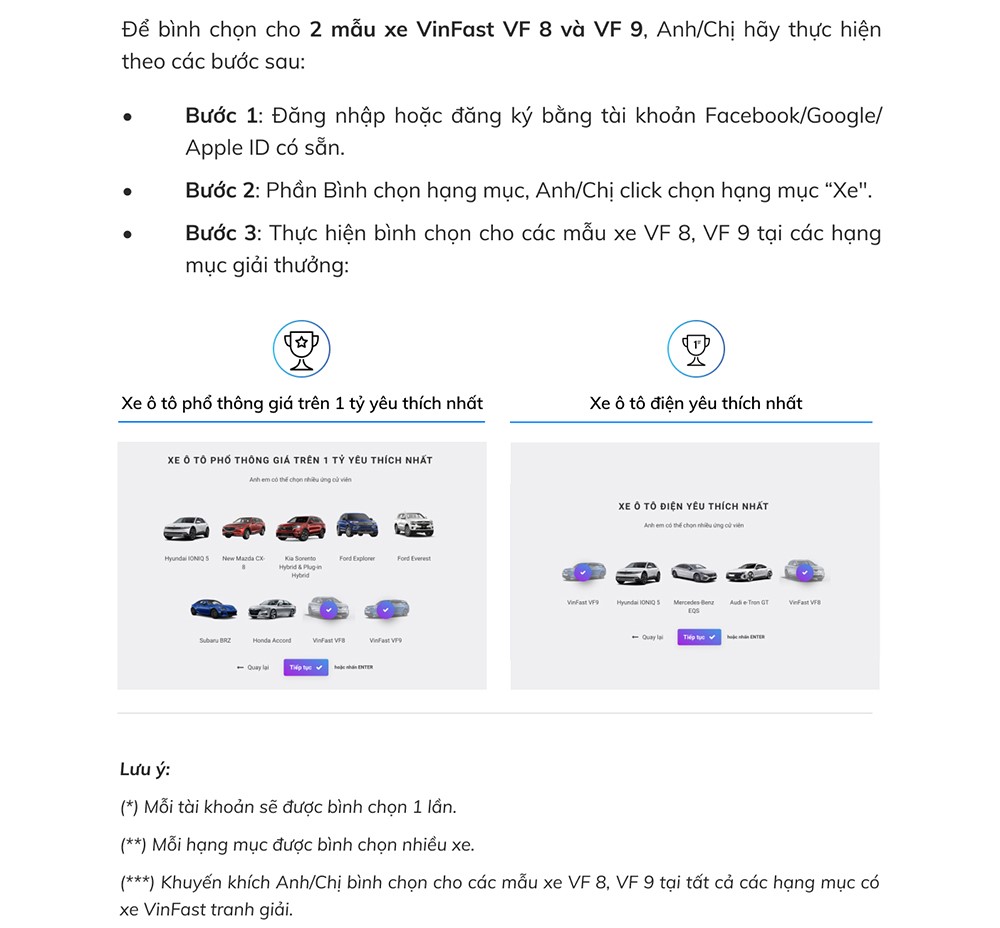 Để bình chọn cho 2 mẫu xe VinFast VF 8 và VF 9, Anh/Chị hãy thực hiện
theo các bước sau:
• Bước 1: Đăng nhập hoặc đăng ký bằng tài khoản Facebook/Google/
Apple ID có sẵn.
• Bước 2: Phần Bình chọn hạng mục, Anh/Chị click chọn hạng mục “Xe".
• Bước 3: Thực hiện bình chọn cho các mẫu xe VF 8, VF 9 tại các hạng
mục giải thưởng:
Xe ô tô phổ thông giá trên 1 tỷ yêu thích nhất
XE Ô TÔ PHỔ THÔNG GIÁ TRÊN 1 TỶ YÊU THÍCH NHẤT
Anh em có thể chọn nhiều ứng cử viên
Hyundai IONIQ 5
New Mazda CX-
8
Kia Sorento
Hybrid & Plug-in
Hybrid
Ford Explorer
Ford Everest
Subaru BRZ
Honda Accord
VinFast VF8
VinFast VF9
← Quay lại
Tiếp tục ✓
hoặc nhấn ENTER
1st
Xe ô tô điện yêu thích nhất
XE Ô TÔ ĐIỆN YÊU THÍCH NHẤT
Anh em có thể chọn nhiều ứng cử viên
VinFast VF9
Hyundai IONIQ 5
Mercedes-Benz
EQS
Audi e-Tron GT
VinFast VF8
← Quay lại
Tiếp tục ✓
hoặc nhấn ENTER
Lưu ý:
(*) Mỗi tài khoản sẽ được bình chọn 1 lần.
(**) Mỗi hạng mục được bình chọn nhiều xe.
(***) Khuyến khích Anh/Chị bình chọn cho các mẫu xe VF 8, VF 9 tại tất cả các hạng mục có
xe VinFast tranh giải.